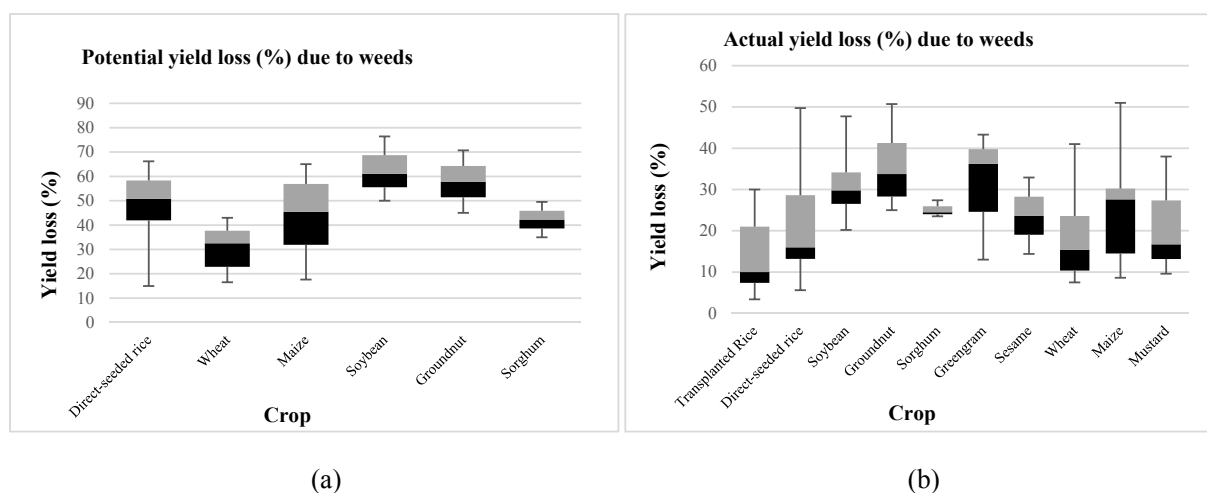 Potential yield loss (%) due to weeds
Yield loss (%)
90
80
70
60
50
40
30
20
10
0
Direct-seeded rice
Wheat
Maize
Soybean
Groundnut
Sorghum
Crop
(a)
Actual yield loss (%) due to weeds
Yield loss (%)
60
50
40
30
20
10
0
Transplanted Rice
Direct-seeded rice
Soybean
Groundnut
Sorghum
Greengram
Sesame
Wheat
Maize
Mustard
Crop
(b)